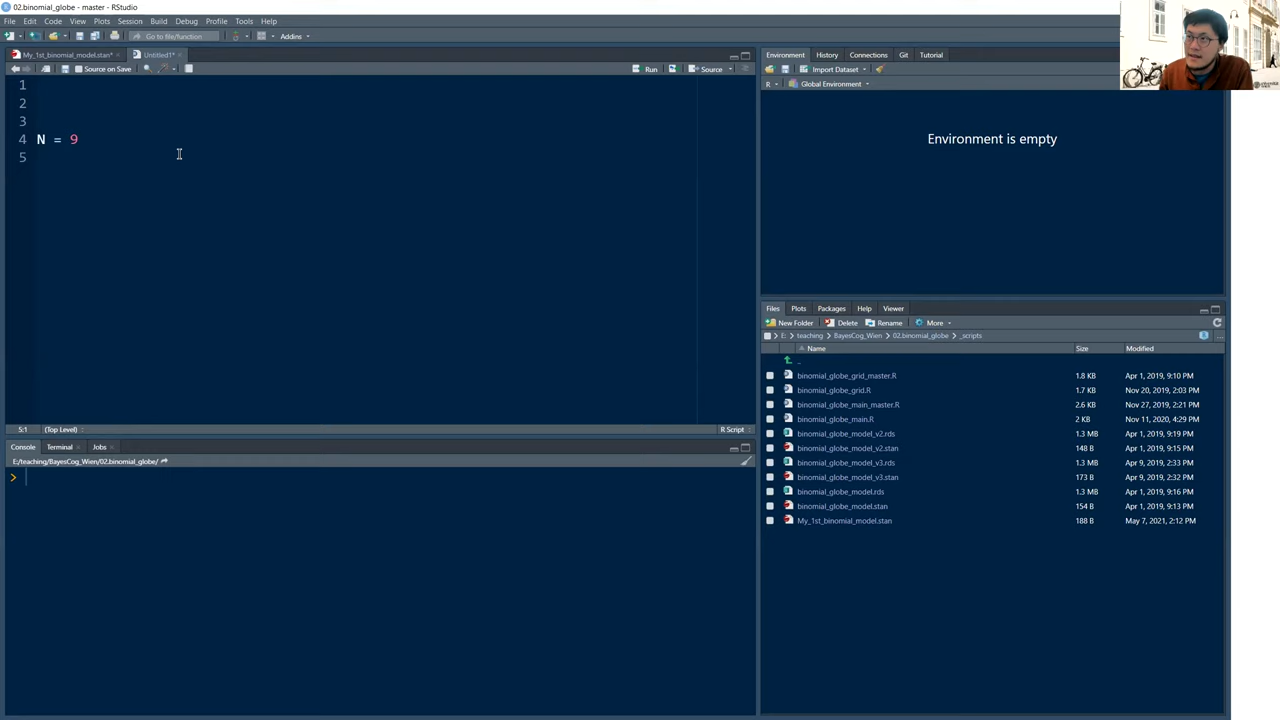 02.binomial_globe - master - RStudio
File Edit Code View Plots Session Build Debug Profile Tools Help
Go to file/function Addins
My_1st_binomial_model.stan* Untitled1*
Source on Save Run Source
1
2
3
4 N = 9
5
5:1 (Top Level) R Script
Console Terminal Jobs
E:/teaching/BayesCog_Wien/02.binomial_globe/
>
Environment History Connections Git Tutorial
Import Dataset
R Global Environment
Environment is empty
Files Plots Packages Help Viewer
New Folder Delete Rename More
E: teaching BayesCog_Wien 02.binomial_globe _scripts
Name Size Modified
..
binomial_globe_grid_master.R 1.8 KB Apr 1, 2019, 9:10 PM
binomial_globe_grid.R 1.7 KB Nov 20, 2019, 2:03 PM
binomial_globe_main_master.R 2.6 KB Nov 27, 2019, 2:21 PM
binomial_globe_main.R 2 KB Nov 11, 2020, 4:29 PM
binomial_globe_model_v2.rds 1.3 MB Apr 1, 2019, 9:19 PM
binomial_globe_model_v2.stan 148 B Apr 1, 2019, 9:15 PM
binomial_globe_model_v3.rds 1.3 MB Apr 9, 2019, 2:33 PM
binomial_globe_model_v3.stan 173 B Apr 9, 2019, 2:32 PM
binomial_globe_model.rds 1.3 MB Apr 1, 2019, 9:16 PM
binomial_globe_model.stan 154 B Apr 1, 2019, 9:13 PM
My_1st_binomial_model.stan 188 B May 7, 2021, 2:12 PM